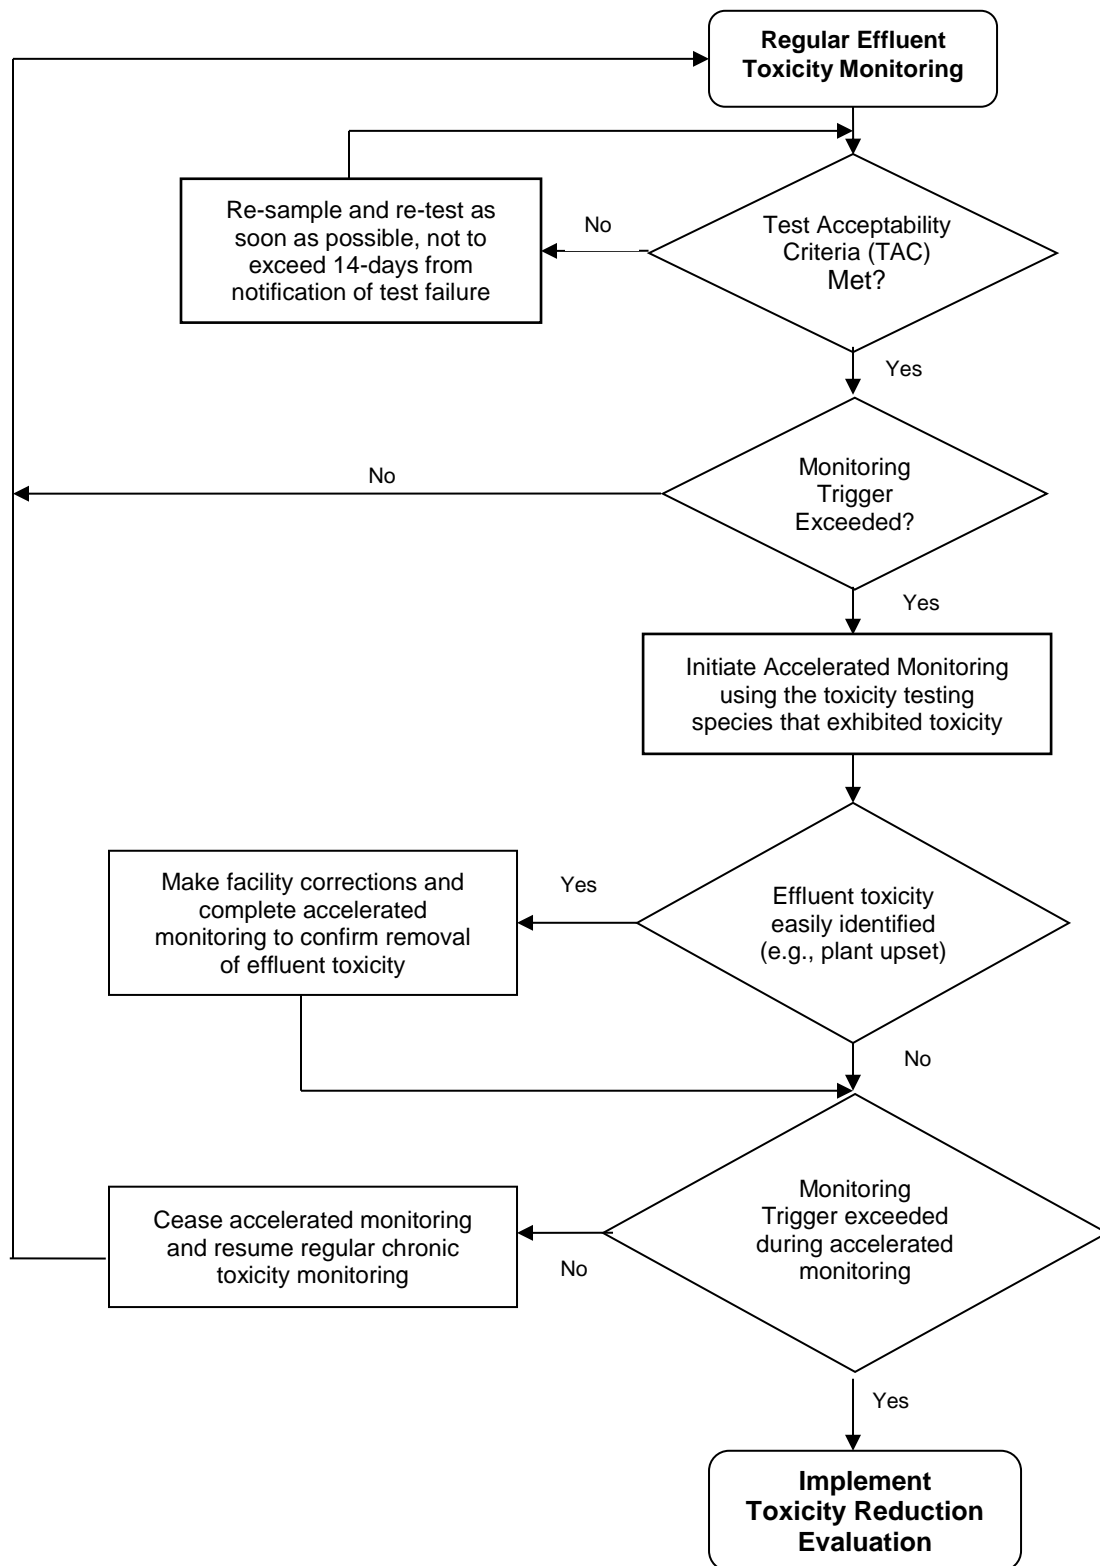 Regular Effluent
Toxicity Monitoring
Re-sample and re-test as
soon as possible, not to
exceed 14-days from
notification of test failure
No
Test Acceptability
Criteria (TAC)
Met?
Yes
No
Monitoring
Trigger
Exceeded?
Yes
Initiate Accelerated Monitoring
using the toxicity testing
species that exhibited toxicity
Make facility corrections and
complete accelerated
monitoring to confirm removal
of effluent toxicity
Yes
Effluent toxicity
easily identified
(e.g., plant upset)
No
Cease accelerated monitoring
and resume regular chronic
toxicity monitoring
No
Monitoring
Trigger exceeded
during accelerated
monitoring
Yes
Implement
Toxicity Reduction
Evaluation